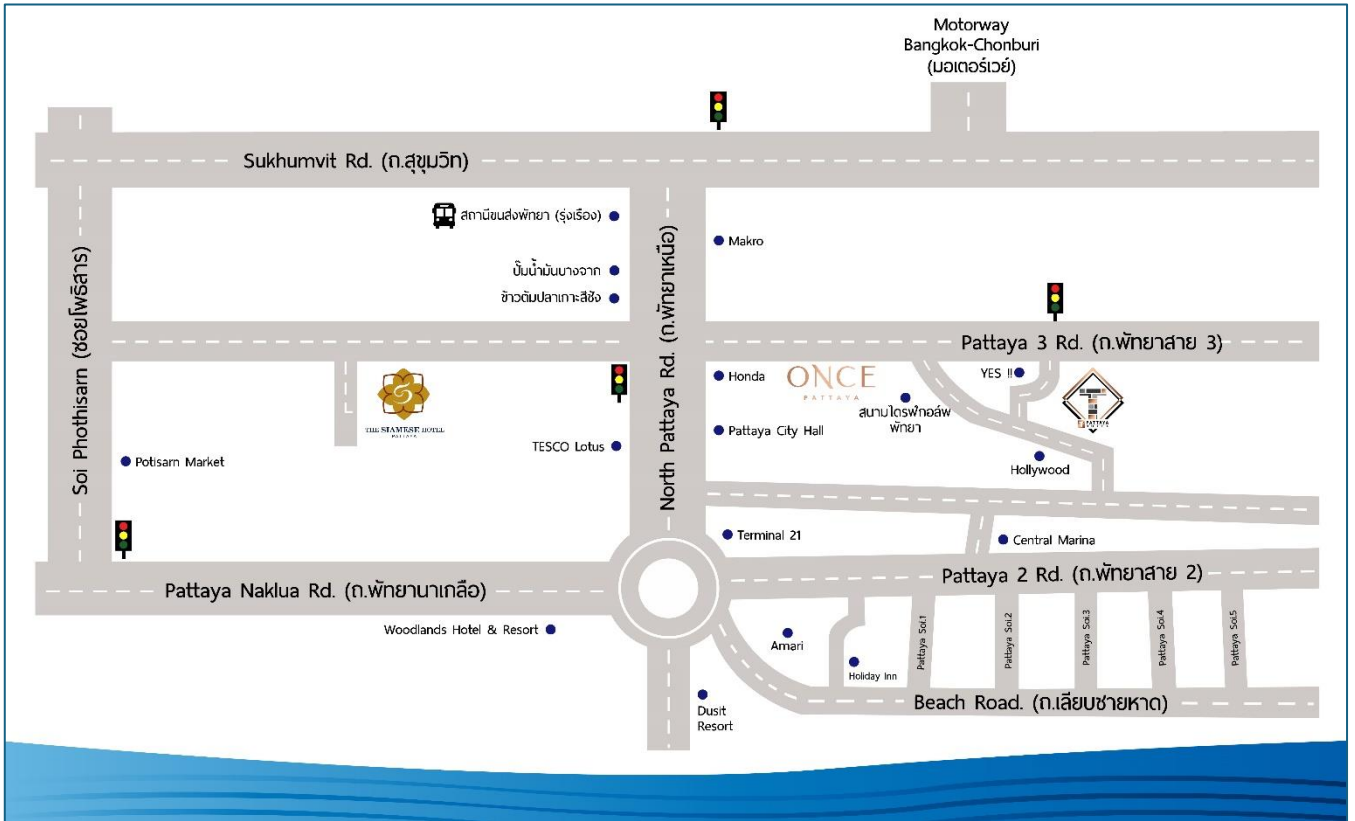 Motorway
Bangkok-Chonburi
(มอเตอร์เวย์)
Sukhumvit Rd. (ถ.สุขุมวิท)
สถานีขนส่งพัทยา (รุ่งเรือง)
Makro
ปั๊มน้ำมันบางจาก
ข้าวต้มปลาเกาะสีชัง
Soi Phothisarn (ซอยโพธิสาร)
North Pattaya Rd. (ถ.พัทยาเหนือ)
Pattaya 3 Rd. (ถ.พัทยาสาย 3)
Honda
ONCE
PATTAYA
YES !!
สนามไดรฟ์กอล์ฟ
พัทยา
T
PATTAYA
THE SIAMESE HOTEL
PATTAYA
Pattaya City Hall
TESCO Lotus
Potisarn Market
Hollywood
Terminal 21
Central Marina
Pattaya 2 Rd. (ถ.พัทยาสาย 2)
Pattaya Naklua Rd. (ถ.พัทยานาเกลือ)
Woodlands Hotel & Resort
Amari
Holiday Inn
Pattaya Soi.1
Pattaya Soi.2
Pattaya Soi.3
Pattaya Soi.4
Pattaya Soi.5
Dusit
Resort
Beach Road. (ถ.เลียบชายหาด)